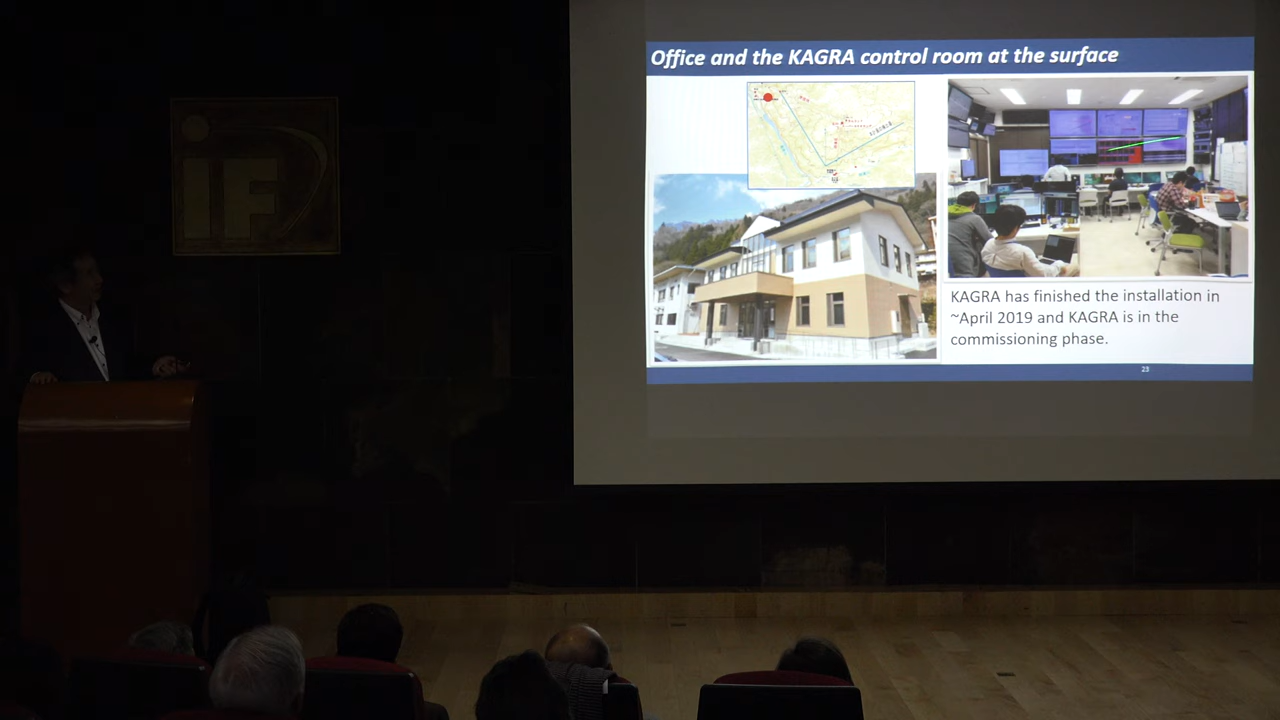 Office and the KAGRA control room at the surface
KAGRA has finished the installation in
~April 2019 and KAGRA is in the
commissioning phase.
23
IF